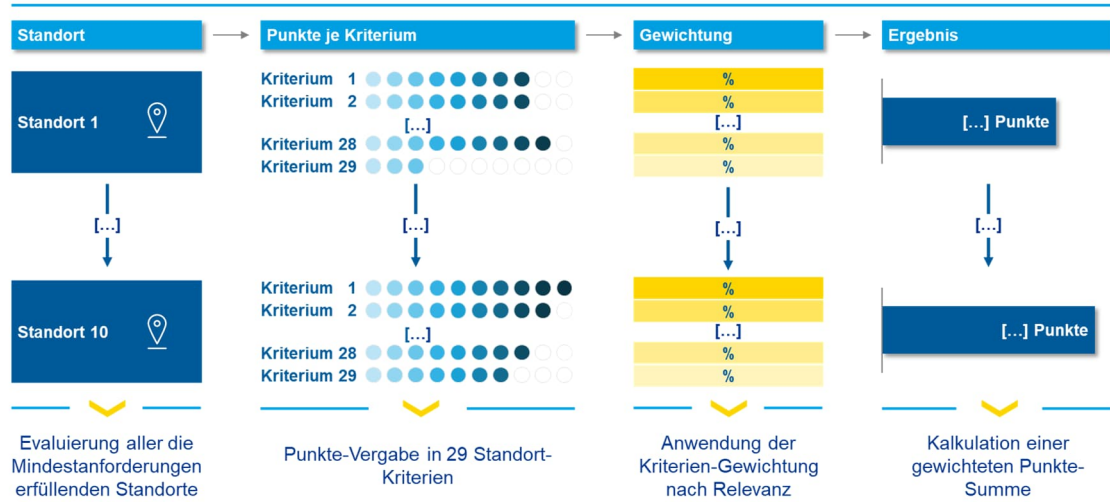 Standort
Punkte je Kriterium
Gewichtung
Ergebnis
Standort 1
Kriterium 1
Kriterium 2
[...]
Kriterium 28
Kriterium 29
%
%
[...]
%
%
[...] Punkte
[...]
[...]
[...]
[...]
Standort 10
Kriterium 1
Kriterium 2
[...]
Kriterium 28
Kriterium 29
%
%
[...]
%
%
[...] Punkte
Evaluierung aller die
Mindestanforderungen
erfüllenden Standorte
Punkte-Vergabe in 29 Standort-
Kriterien
Anwendung der
Kriterien-Gewichtung
nach Relevanz
Kalkulation einer
gewichteten Punkte-
Summe